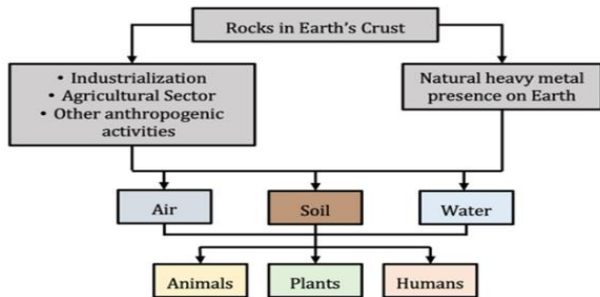 Rocks in Earth's Crust
• Industrialization
• Agricultural Sector
• Other anthropogenic
activities
Natural heavy metal
presence on Earth
Air
Soil
Water
Animals
Plants
Humans